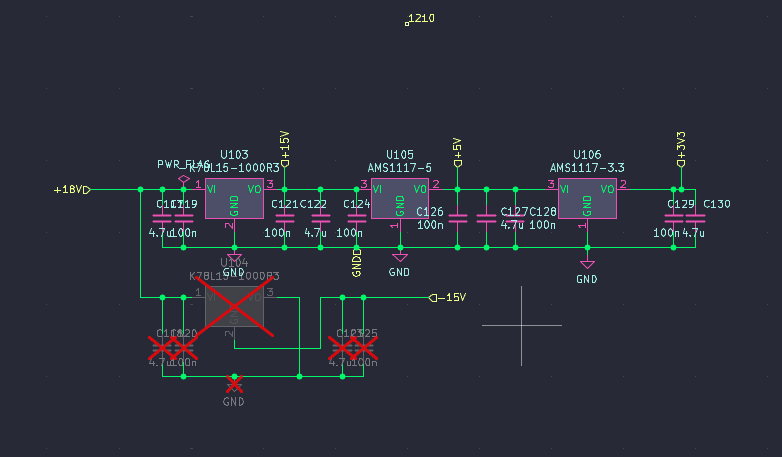 1210
+15V
+5V
+3V3
U103
U105
U106
PWR_FLAG
K78L15-1000R3
AMS1117-5
AMS1117-3.3
+18V
1 VI VO 3
3 VI VO 2
3 VI VO 2
GND
GND
GND
2
1
1
C117
C119
C121
C122
C124
C126
C127
C128
C129
C130
4.7u
100n
100n
4.7u
100n
100n
4.7u
100n
100n
4.7u
GND
GNDD
GND
GND
U104
K78L15-1000R3
1
3
2
-15V
C118
C120
C123
C125
4.7u
100n
4.7u
100n
GND